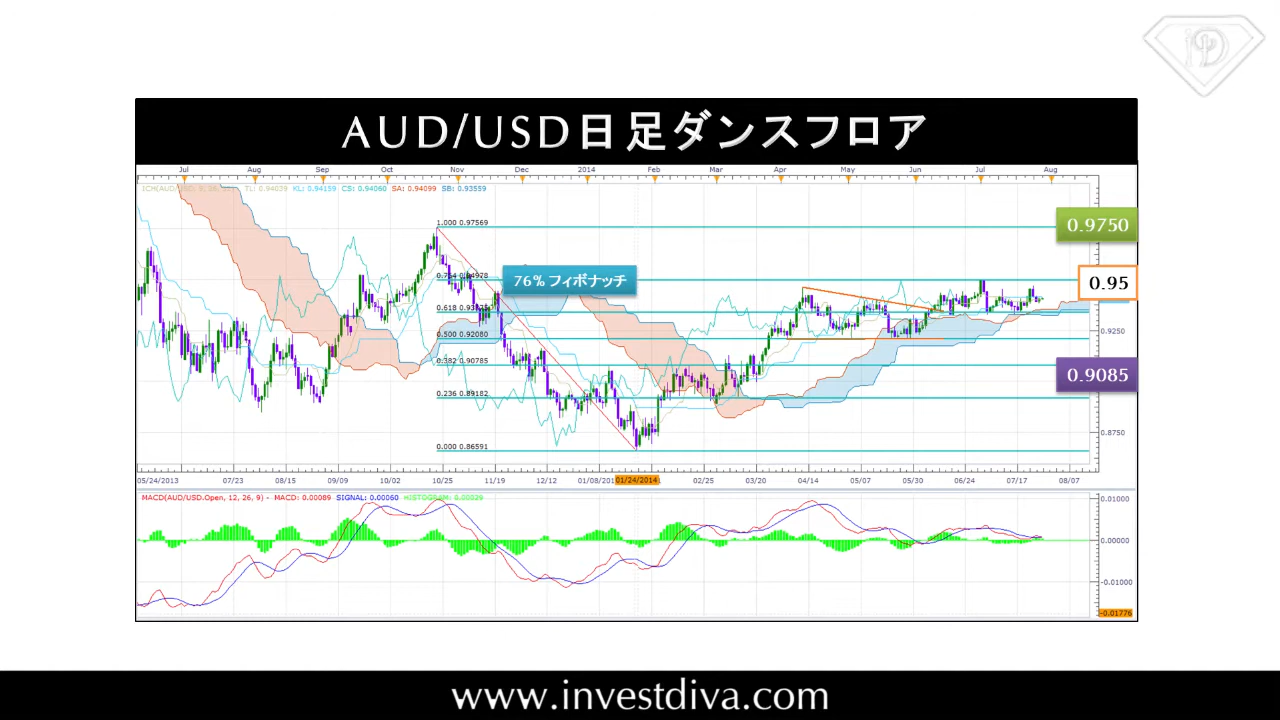 AUD/USD日足ダンスフロア
Jul Aug Sep Oct Nov Dec 2014 Feb Mar Apr May Jun Jul Aug
TL: 0.94039 KL: 0.94159 CS: 0.94060 SA: 0.94099 SB: 0.93559
1.000 0.97569
0.9750
76% フィボナッチ
0.95
0.500 0.92080
0.9250
0.382 0.90785
0.9085
0.236 0.89182
0.8750
0.000 0.86591
05/24/2013 07/23 08/15 09/09 10/02 10/25 11/19 12/12 01/08/201 01/24/2014 02/25 03/20 04/14 05/07 05/30 06/24 07/17 08/07
MACD(AUD/USD.Open, 12, 26, 9) - MACD: 0.00089 SIGNAL: 0.00060 HISTOGRAM: 0.00029
0.01000
0.00000
-0.01000
-0.01776
www.investdiva.com